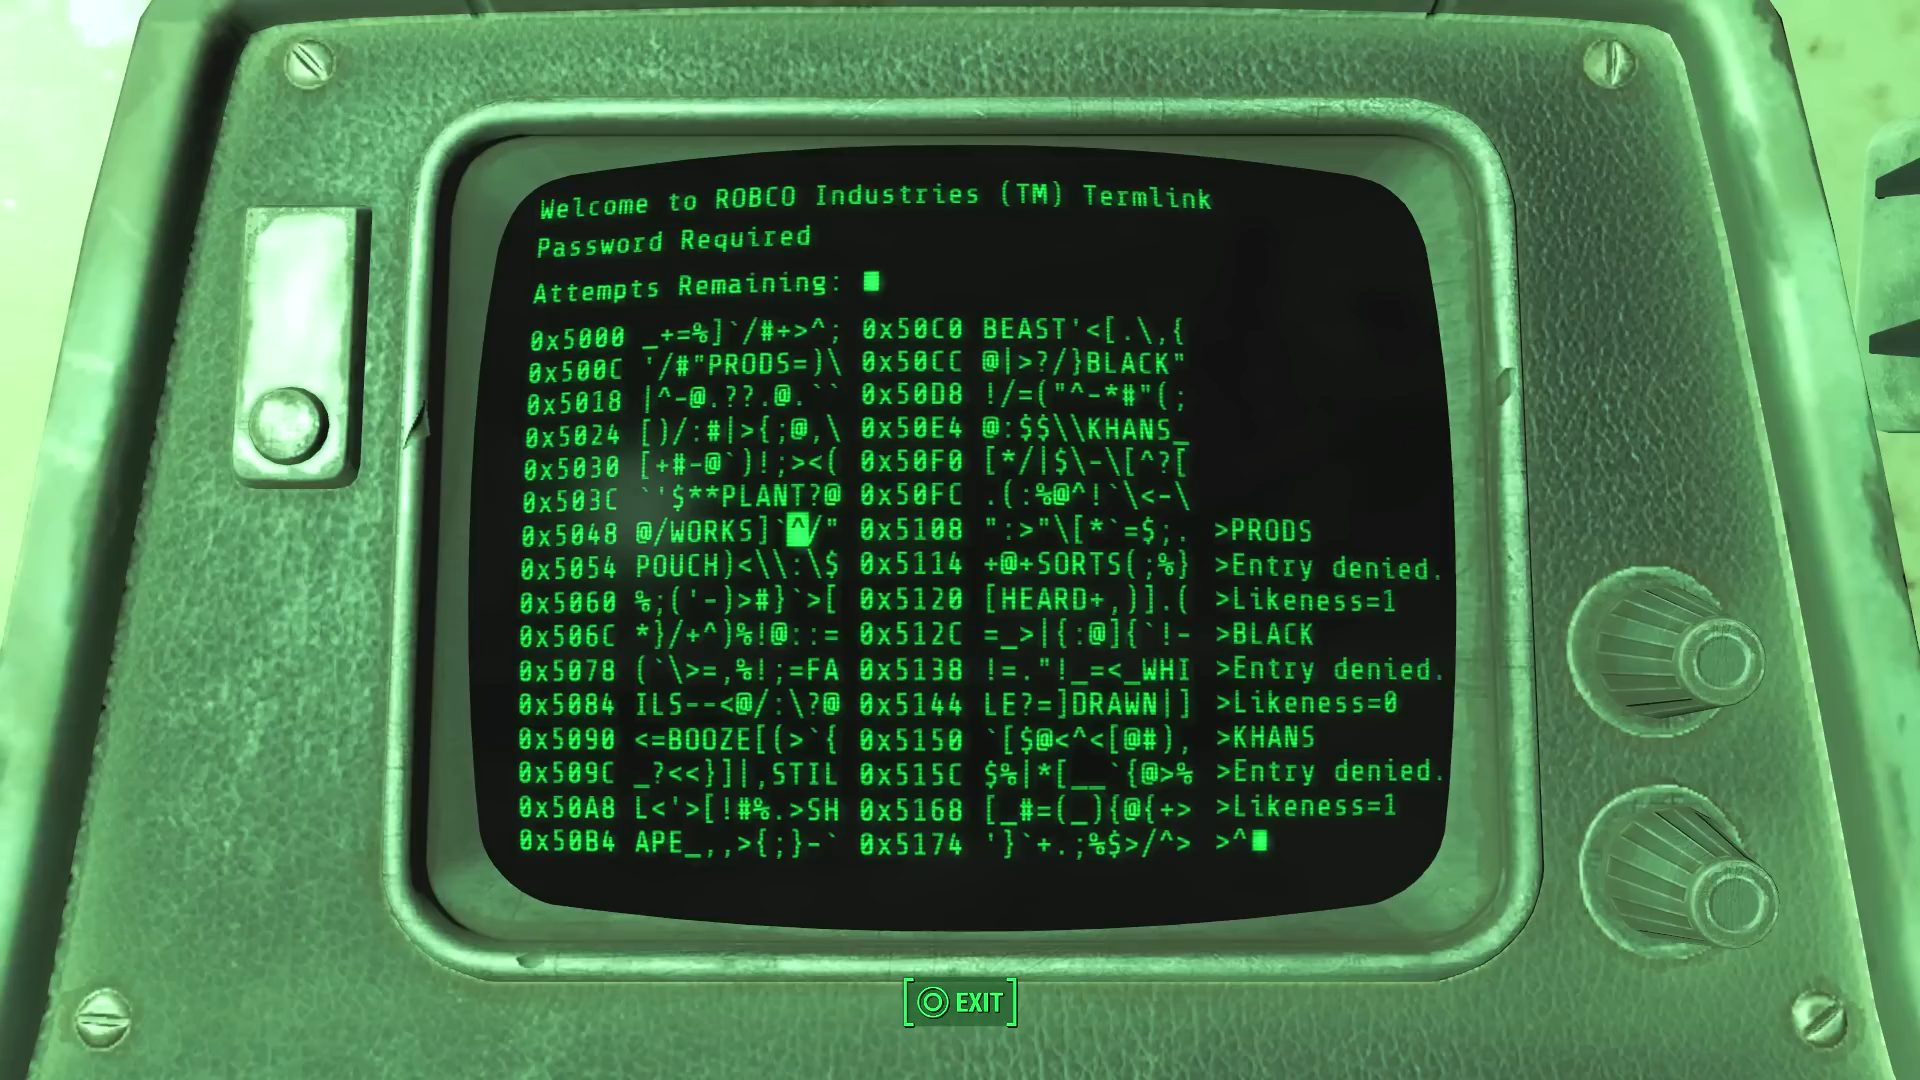 Welcome to ROBCO Industries (TM) Termlink
Password Required
Attempts Remaining: █
0x5000 _+=%]`/#+>^; 0x50C0 BEAST'<[.\,{
0x500C '/#"PRODS=)\ 0x50CC @|>?/}BLACK"
0x5018 |^-@.??.@.`` 0x50D8 !/=("^-*#"(;
0x5024 [)/:#|>{;@,\ 0x50E4 @:$$\\KHANS_
0x5030 [+#-@`)!;><( 0x50F0 [*/|$\-\[^?[
0x503C `'$**PLANT?@ 0x50FC .(:%@^!`\<-\
0x5048 @/WORKS]`^/" 0x5108 ":>"\[*`=$;. >PRODS
0x5054 POUCH)<\\:\$ 0x5114 +@+SORTS(;%} >Entry denied.
0x5060 %;('-)>#}`>[ 0x5120 [HEARD+,)].( >Likeness=1
0x506C *}/+^)%!@::= 0x512C =_>|{:@]{`!- >BLACK
0x5078 (`\>=,%!;=FA 0x5138 !=."!_=<_WHI >Entry denied.
0x5084 ILS--<@/:\?@ 0x5144 LE?=]DRAWN|] >Likeness=0
0x5090 <=BOOZE[(>`{ 0x5150 `[$@<^<[@#), >KHANS
0x509C _?<<}]|,STIL 0x515C $%|*[__`{@>% >Entry denied.
0x50A8 L<'>[!#%.>SH 0x5168 [_#=(_){@{+> >Likeness=1
0x50B4 APE_,,>{;}-` 0x5174 '}`+.;%$>/^> >^█
EXIT